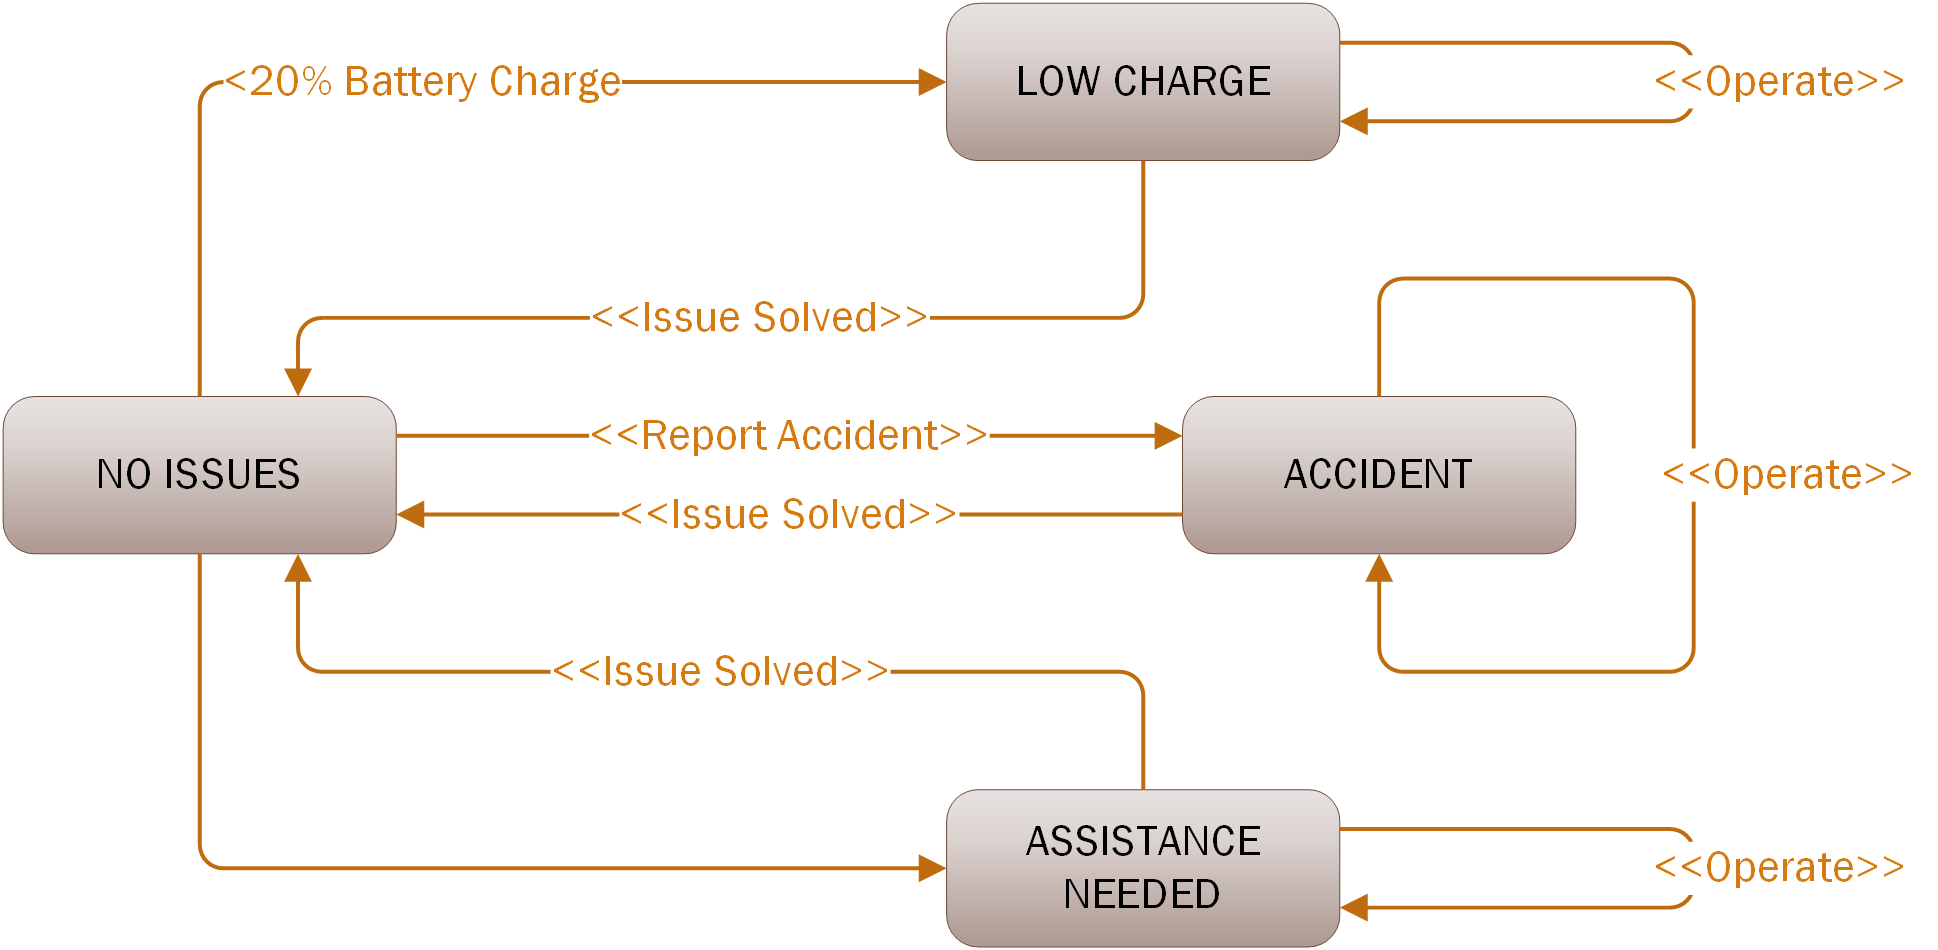 <20% Battery Charge
LOW CHARGE
<<Operate>>
<<Issue Solved>>
<<Report Accident>>
NO ISSUES
ACCIDENT
<<Operate>>
<<Issue Solved>>
<<Issue Solved>>
ASSISTANCE
NEEDED
<<Operate>>